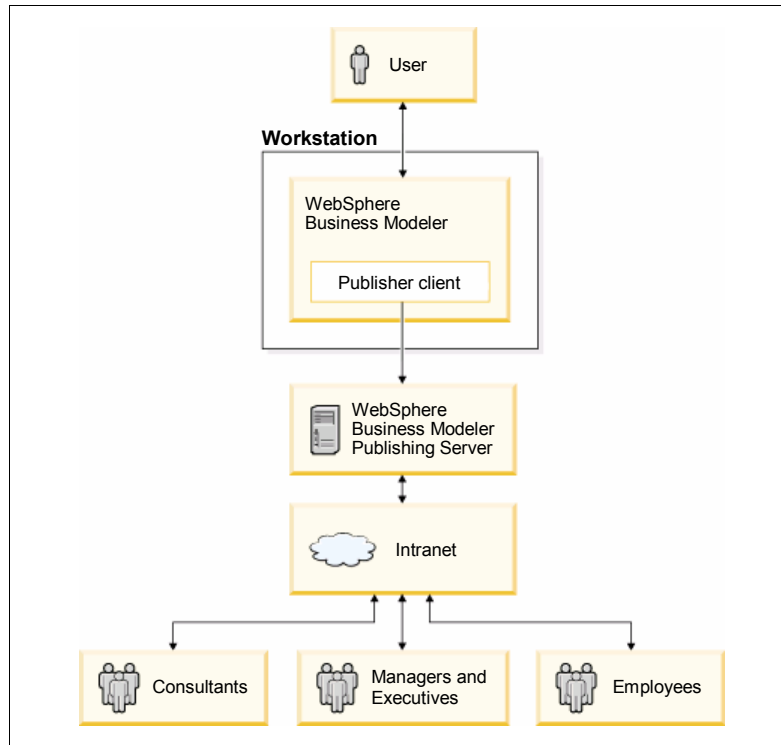 User
Workstation
WebSphere
Business Modeler
Publisher client
WebSphere
Business Modeler
Publishing Server
Intranet
Consultants
Managers and
Executives
Employees